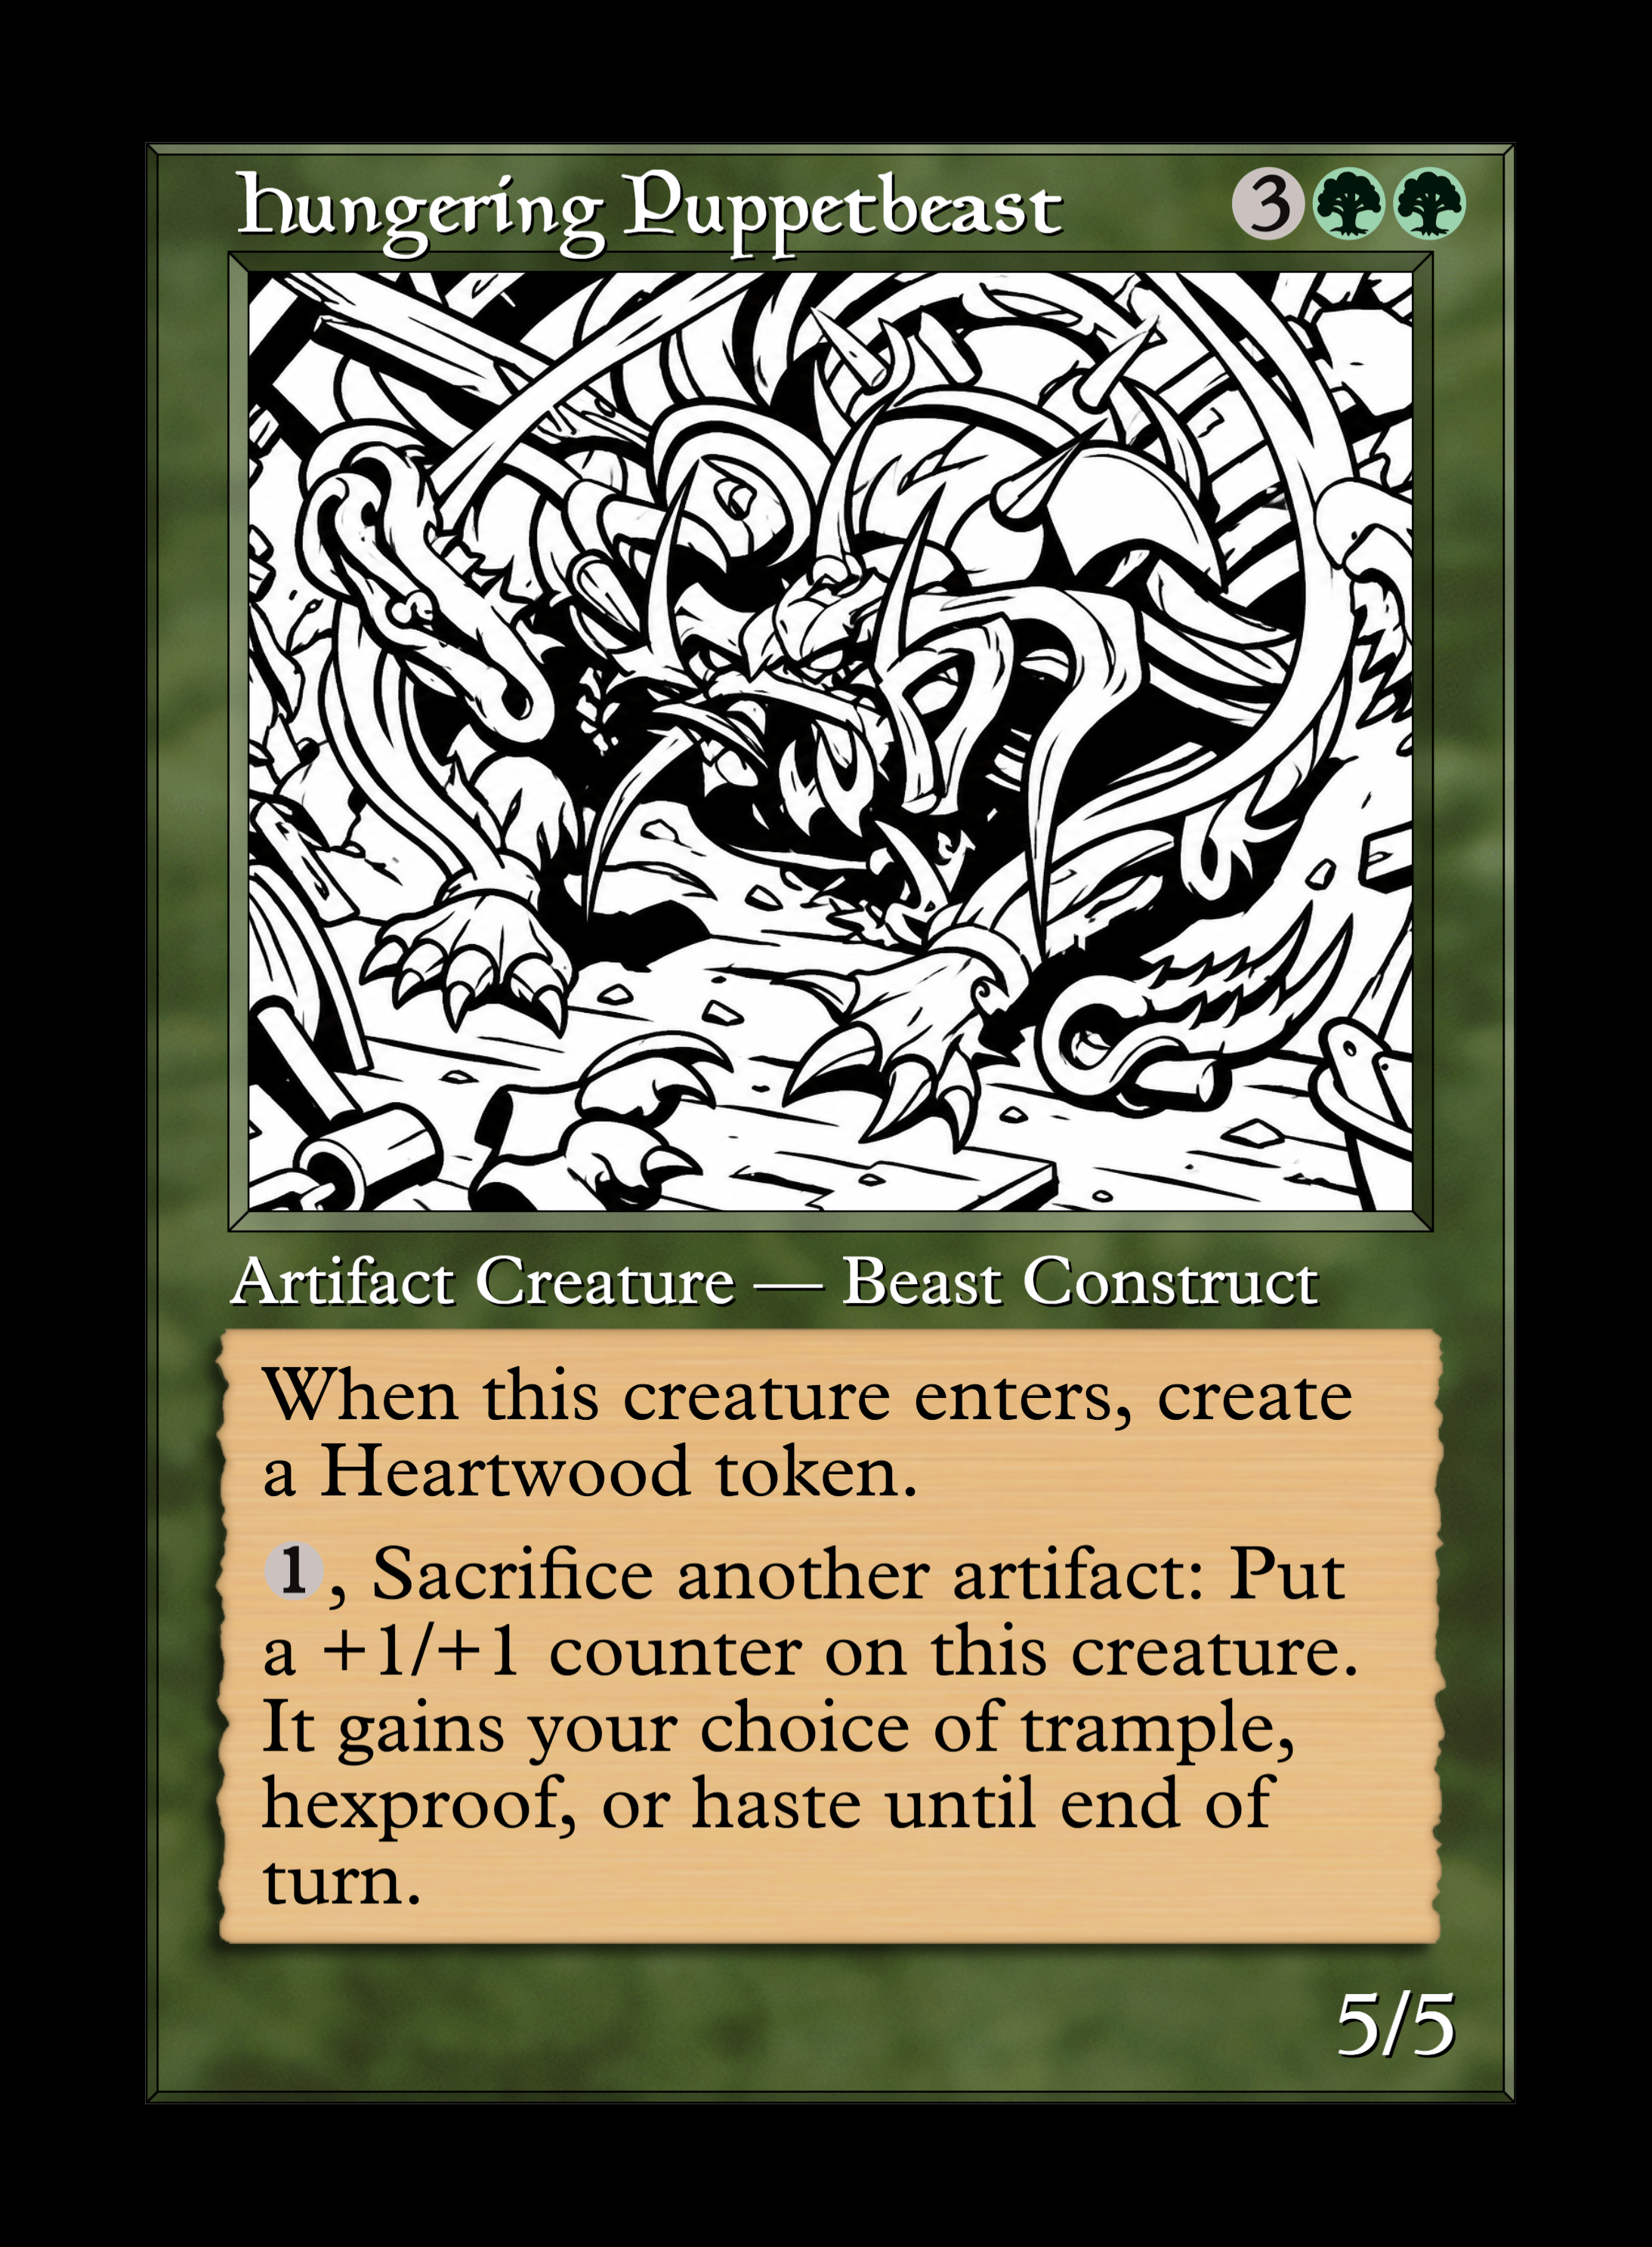 Hungering Puppetbeast 3
Artifact Creature — Beast Construct
When this creature enters, create
a Heartwood token.
1, Sacrifice another artifact: Put
a +1/+1 counter on this creature.
It gains your choice of trample,
hexproof, or haste until end of
turn.
5/5